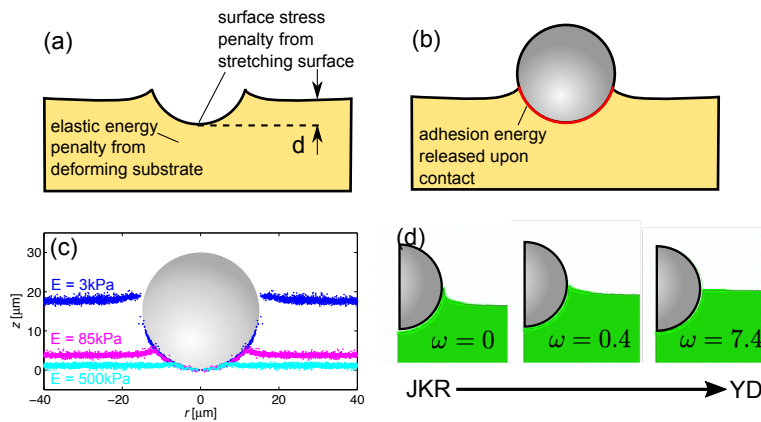 (a)
surface stress
penalty from
stretching surface
elastic energy
penalty from
deforming substrate
d
(b)
adhesion energy
released upon
contact
(c)
z [μm]
30
20
10
0
E = 3kPa
E = 85kPa
E = 500kPa
−40
−20
0
20
40
r [μm]
(d)
ω = 0
ω = 0.4
ω = 7.4
JKR
YD